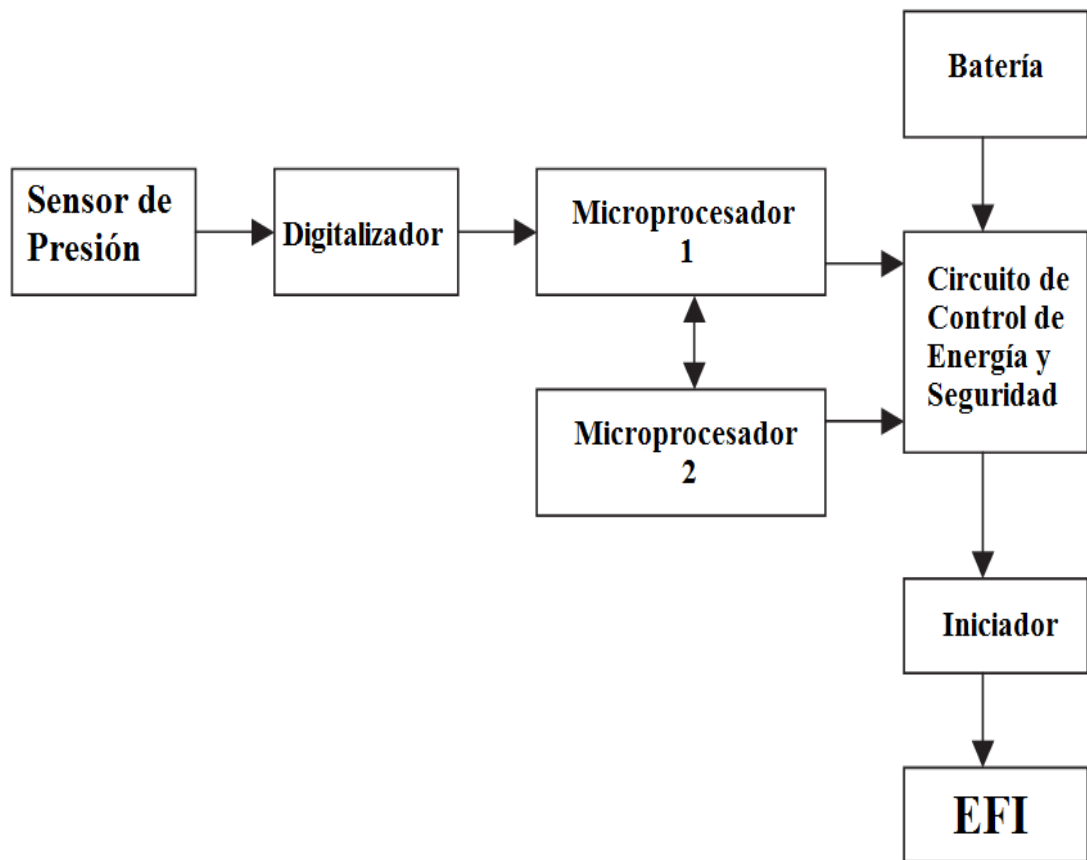 Batería
Sensor de
Presión
Digitalizador
Microprocesador
1
Circuito de
Control de
Energía y
Seguridad
Microprocesador
2
Iniciador
EFI